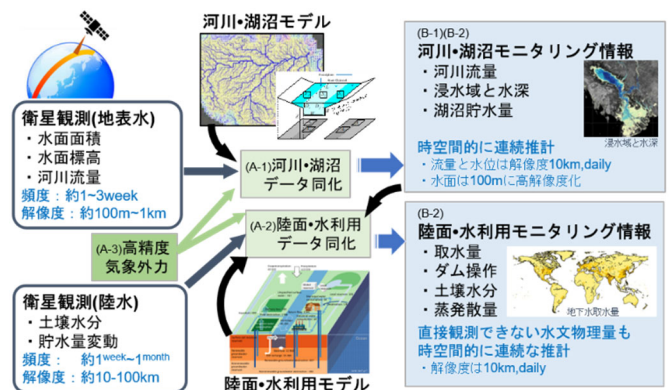 河川・湖沼モデル
衛星観測(地表水)
・水面面積
・水面標高
・河川流量
頻度：約1~3week
解像度：約100m~1km
(A-1)河川・湖沼
データ同化
(A-2)陸面・水利用
データ同化
(A-3)高精度
気象外力
衛星観測(陸水)
・土壌水分
・貯水量変動
頻度： 約1week~1month
解像度：約10-100km
陸面・水利用モデル
(B-1)(B-2)
河川・湖沼モニタリング情報
・河川流量
・浸水域と水深
・湖沼貯水量
浸水域と水深
時空間的に連続推計
・流量と水位は解像度10km,daily
・水面は100mに高解像度化
(B-2)
陸面・水利用モニタリング情報
・取水量
・ダム操作
・土壌水分
・蒸発散量
地下水取水量
直接観測できない水文物理量も
時空間的に連続な推計
・解像度は10km,daily